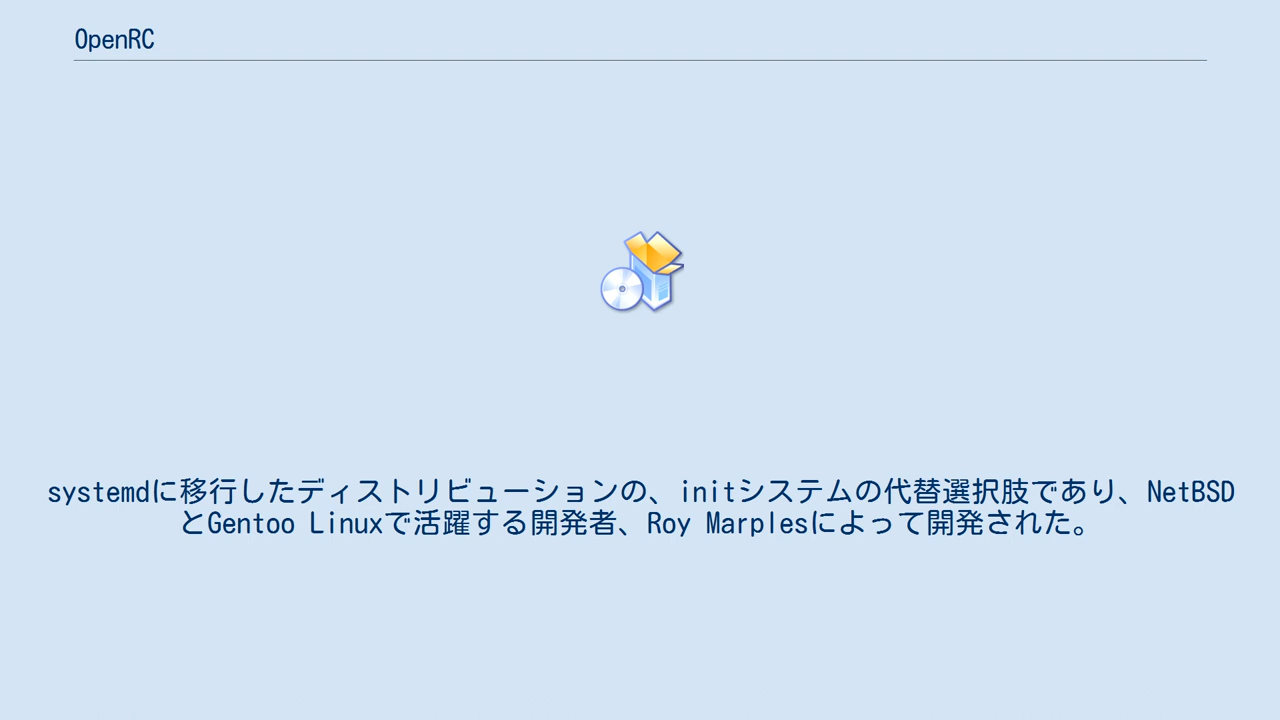 OpenRC
systemdに移行したディストリビューションの、initシステムの代替選択肢であり、NetBSD
とGentoo Linuxで活躍する開発者、Roy Marplesによって開発された。